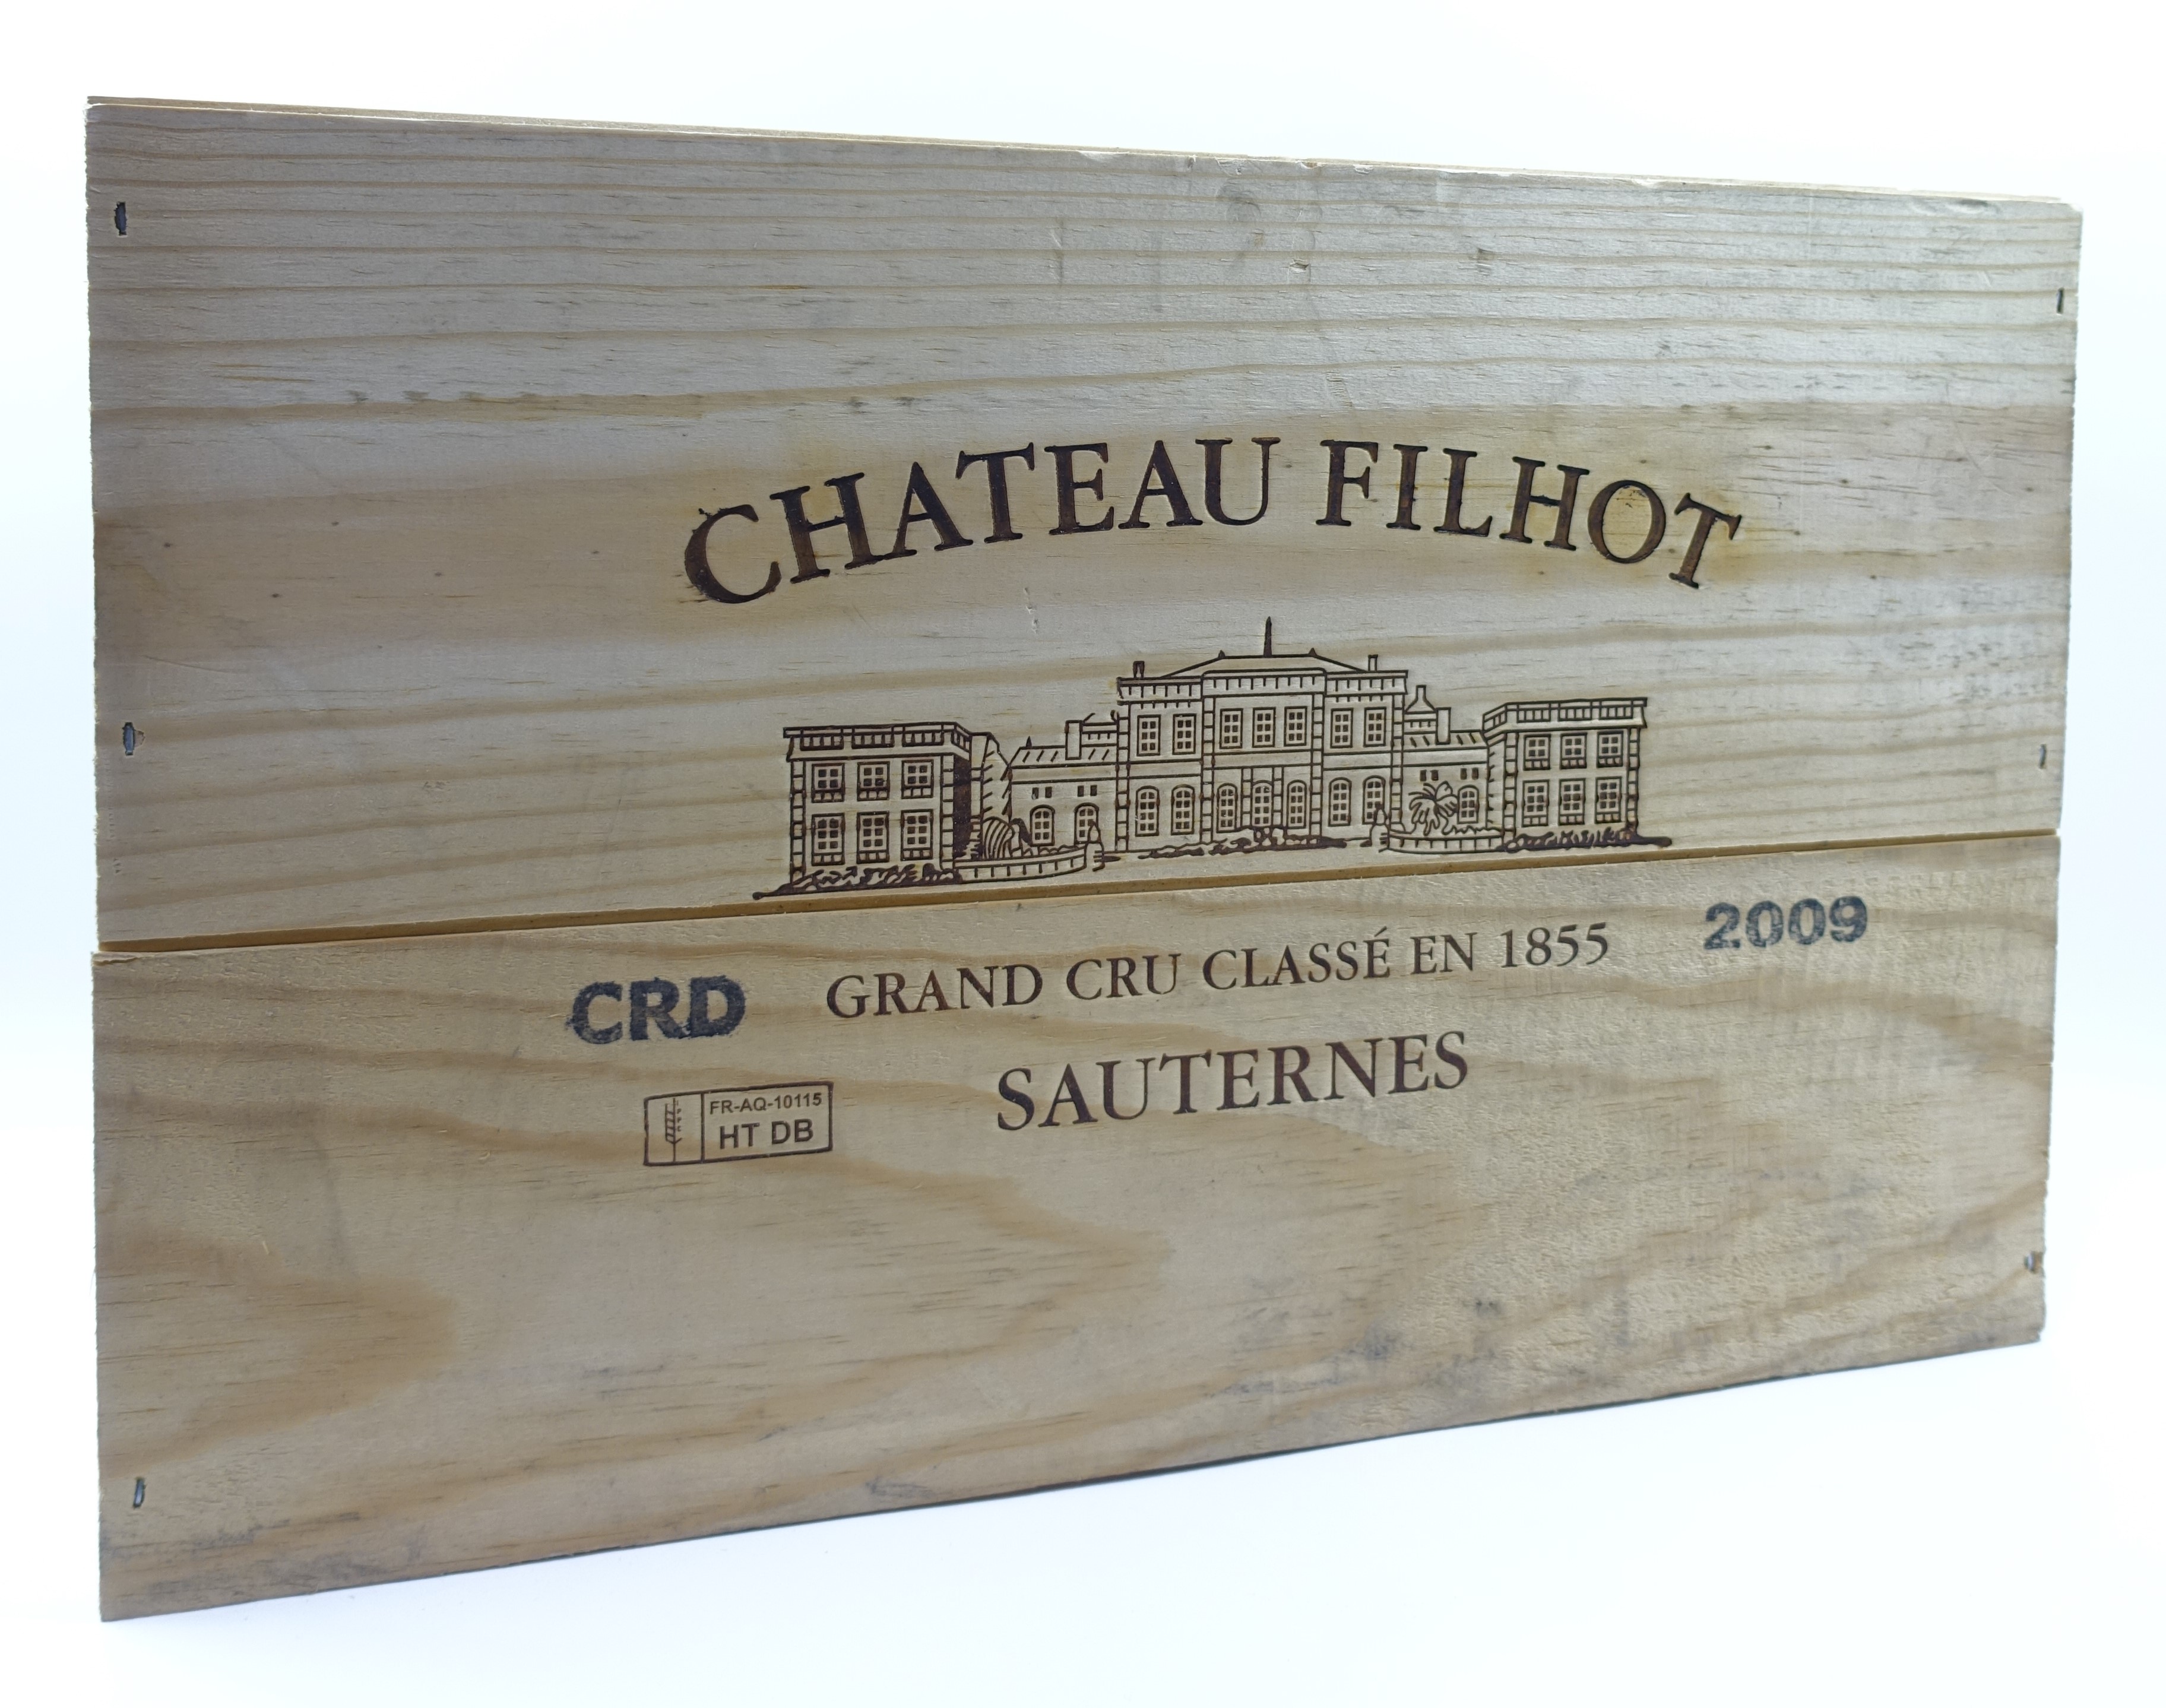 CHATEAU FILHOT
GRAND CRU CLASSÉ EN 1855
2009
CRD
SAUTERNES
FR-AQ-10115
HT DB